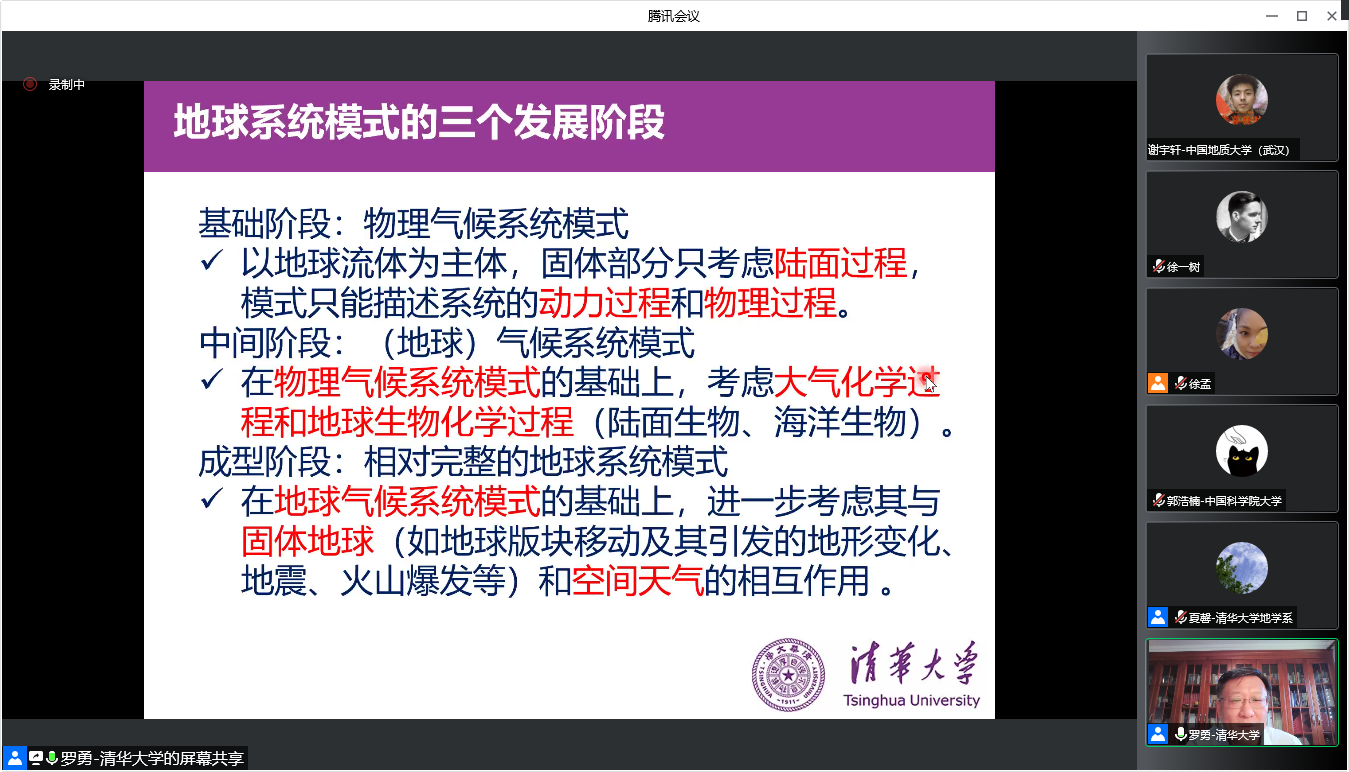 腾讯会议
录制中
地球系统模式的三个发展阶段
基础阶段：物理气候系统模式
✓ 以地球流体为主体，固体部分只考虑陆面过程，
模式只能描述系统的动力过程和物理过程。
中间阶段：（地球）气候系统模式
✓ 在物理气候系统模式的基础上，考虑大气化学过
程和地球生物化学过程（陆面生物、海洋生物）。
成型阶段：相对完整的地球系统模式
✓ 在地球气候系统模式的基础上，进一步考虑其与
固体地球（如地球版块移动及其引发的地形变化、
地震、火山爆发等）和空间天气的相互作用 。
清華大学
Tsinghua University
TSINGHUA UNIVERSITY
1911
罗勇-清华大学的屏幕共享
谢宇轩-中国地质大学（武汉）
徐一树
徐孟
郭浩楠-中国科学院大学
夏馨-清华大学地学系
罗勇-清华大学